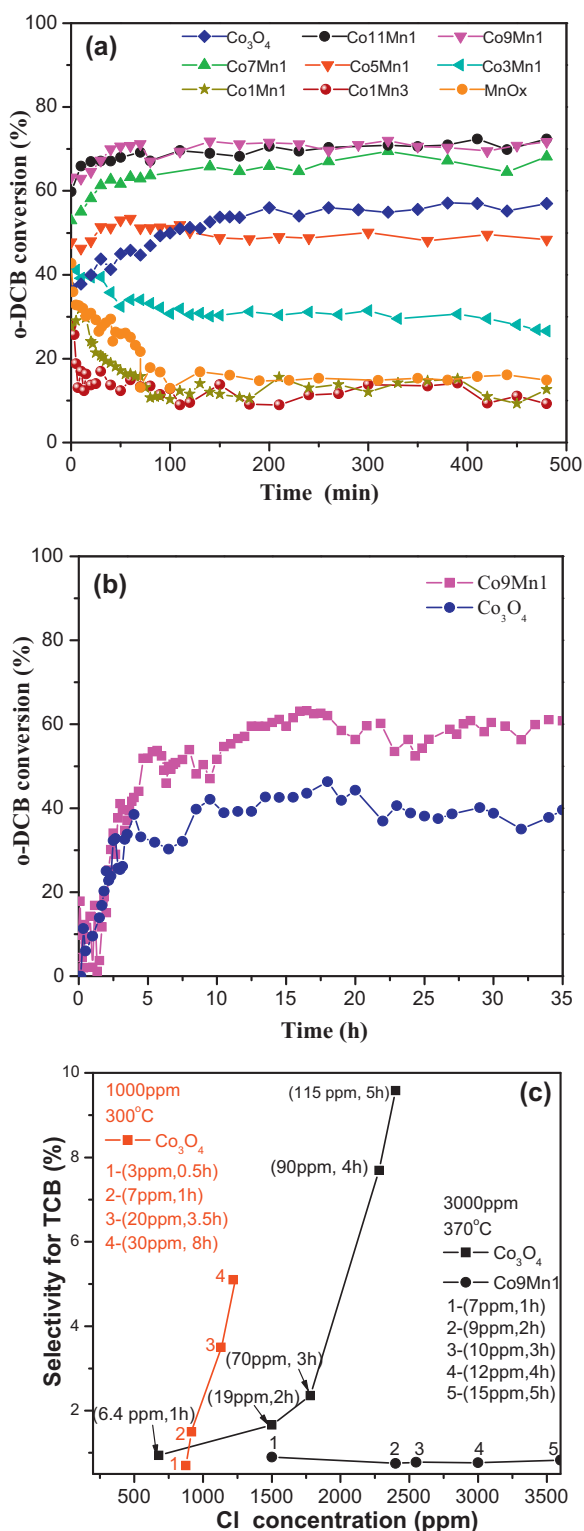 (a)
Co3O4 Co11Mn1 Co9Mn1
Co7Mn1 Co5Mn1 Co3Mn1
Co1Mn1 Co1Mn3 MnOx
100
80
60
40
20
0
o-DCB conversion (%)
0 100 200 300 400 500
Time (min)
(b)
Co9Mn1
Co3O4
100
80
60
40
20
0
o-DCB conversion (%)
0 5 10 15 20 25 30 35
Time (h)
(c)
10
8
6
4
2
Selectivity for TCB (%)
1000ppm
300°C
Co3O4
1-(3ppm,0.5h)
2-(7ppm,1h)
3-(20ppm,3.5h)
4-(30ppm, 8h)
(115 ppm, 5h)
(90ppm, 4h)
(70ppm, 3h)
(19ppm,2h)
(6.4 ppm,1h)
4
3
2
1
3000ppm
370°C
Co3O4
Co9Mn1
1-(7ppm,1h)
2-(9ppm,2h)
3-(10ppm,3h)
4-(12ppm,4h)
5-(15ppm,5h)
1 2 3 4 5
500 1000 1500 2000 2500 3000 3500
Cl concentration (ppm)